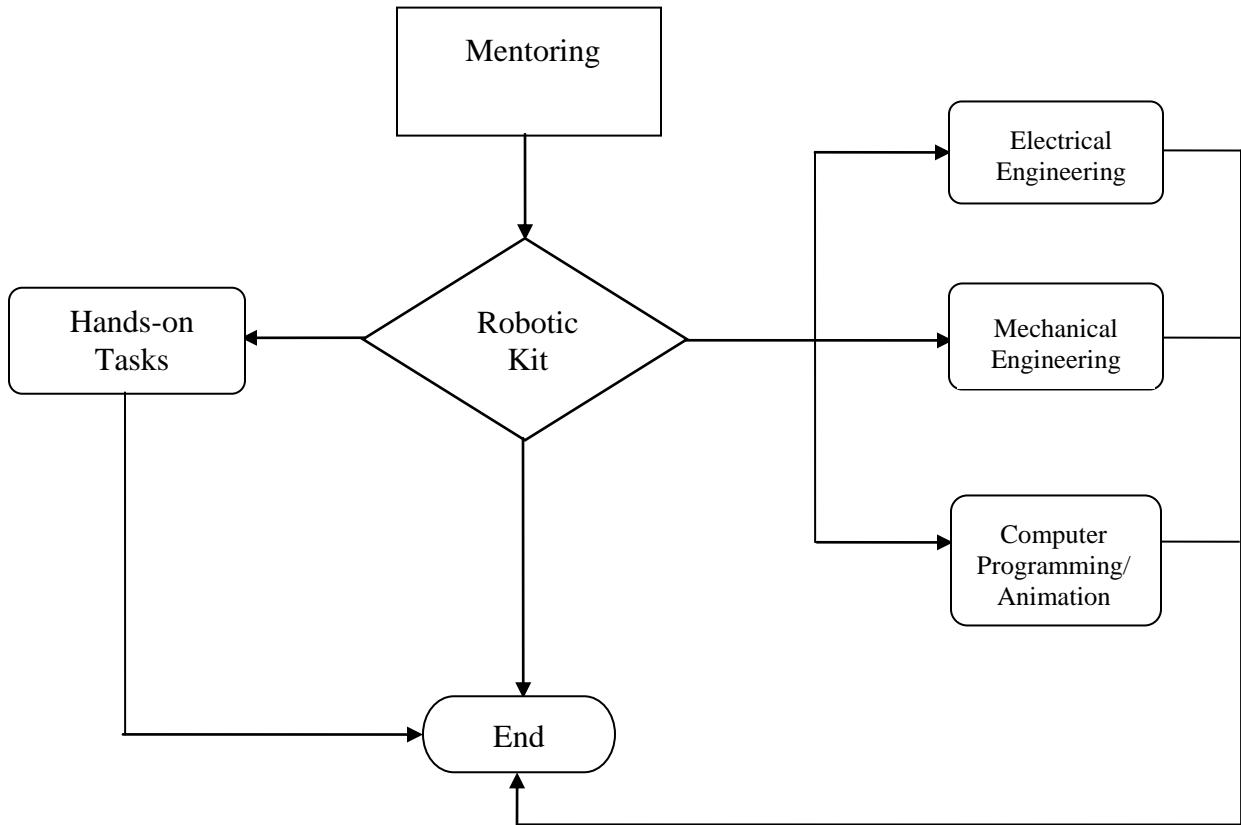 Mentoring
Electrical
Engineering
Hands-on
Tasks
Robotic
Kit
Mechanical
Engineering
Computer
Programming/
Animation
End